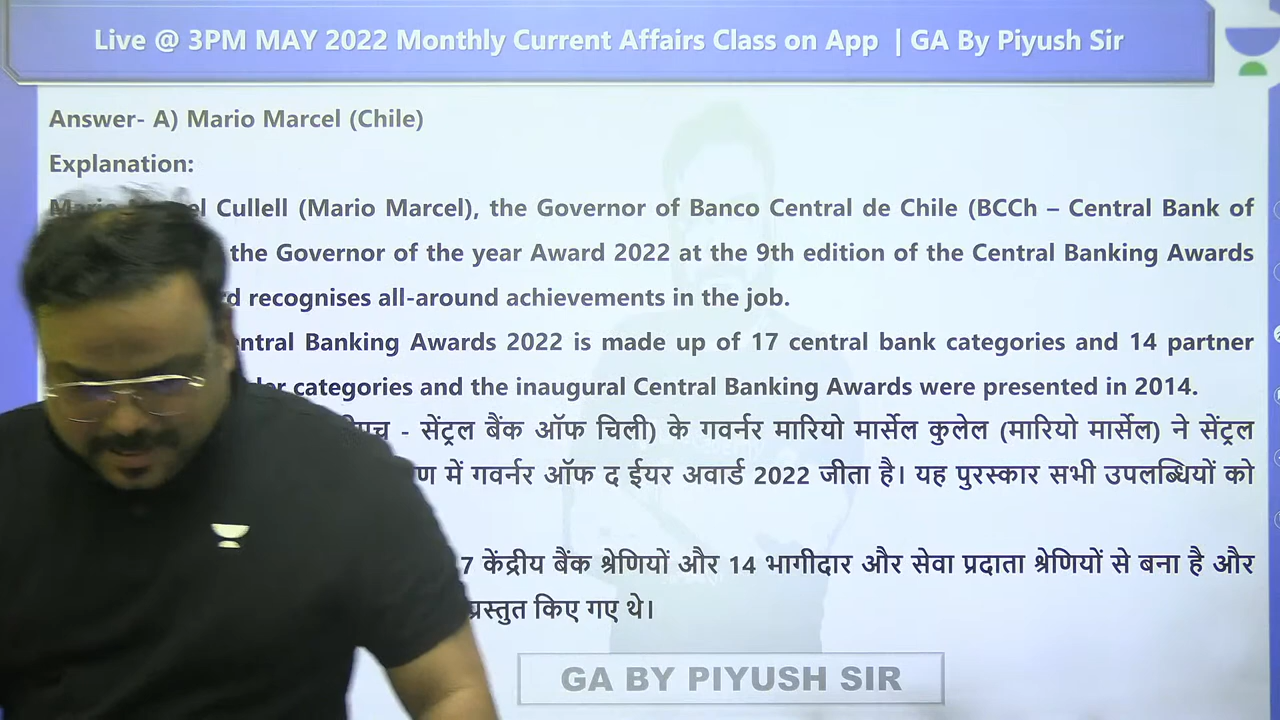 Live @ 3PM MAY 2022 Monthly Current Affairs Class on App | GA By Piyush Sir
Answer- A) Mario Marcel (Chile)
Explanation:
Cullell (Mario Marcel), the Governor of Banco Central de Chile (BCCh – Central Bank of
the Governor of the year Award 2022 at the 9th edition of the Central Banking Awards
recognises all-around achievements in the job.
Banking Awards 2022 is made up of 17 central bank categories and 14 partner
categories and the inaugural Central Banking Awards were presented in 2014.
- सेंट्रल बैंक ऑफ चिली) के गवर्नर मारियो मार्सेल कुलेल (मारियो मार्सेल) ने सेंट्रल
में गवर्नर ऑफ द ईयर अवार्ड 2022 जीता है। यह पुरस्कार सभी उपलब्धियों को
केंद्रीय बैंक श्रेणियों और 14 भागीदार और सेवा प्रदाता श्रेणियों से बना है और
प्रस्तुत किए गए थे।
GA BY PIYUSH SIR